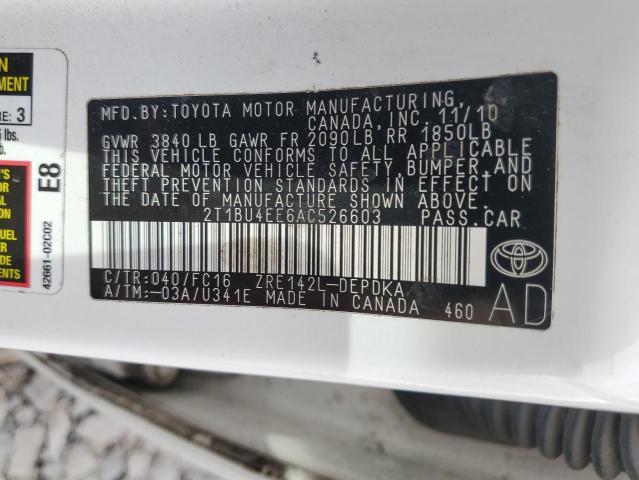 MFD.BY:TOYOTA MOTOR MANUFACTURING,
CANADA, INC. 11/10
GVWR 3840 LB GAWR FR 2090LB RR 1850LB
THIS VEHICLE CONFORMS TO ALL APPLICABLE
FEDERAL MOTOR VEHICLE SAFETY,BUMPER,AND
THEFT PREVENTION STANDARDS IN EFFECT ON
THE DATE OF MANUFACTURE SHOWN ABOVE.
2T1BU4EE6AC526603 PASS.CAR
C/TR:040/FC16 ZRE142L-DEPDKA
A/TM:-03A/U341E MADE IN CANADA 460
AD
E8
42661-02C02